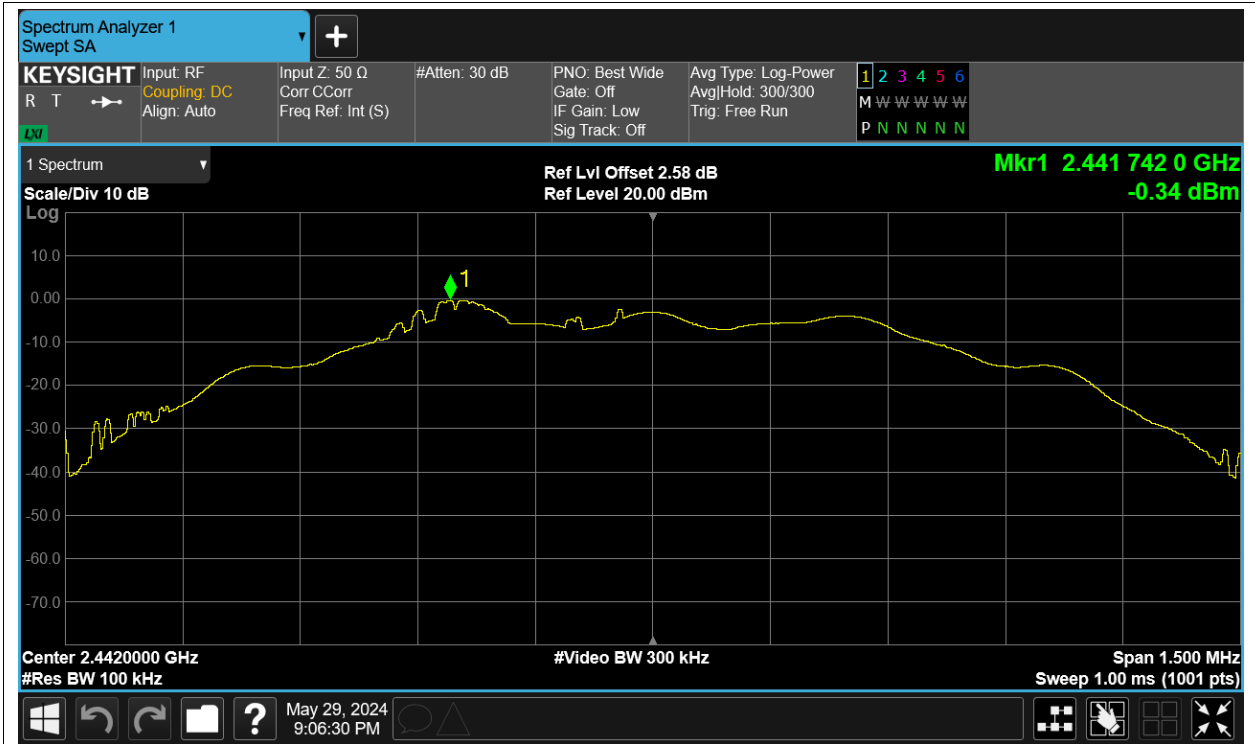 Spectrum Analyzer 1
Swept SA
KEYSIGHT
R T
LXI
Input: RF
Coupling: DC
Align: Auto
Input Z: 50 Ω
Corr CCorr
Freq Ref: Int (S)
#Atten: 30 dB
PNO: Best Wide
Gate: Off
IF Gain: Low
Sig Track: Off
Avg Type: Log-Power
Avg|Hold: 300/300
Trig: Free Run
1 2 3 4 5 6
M W W W W W W
P N N N N N
1 Spectrum
Scale/Div 10 dB
Log
Ref Lvl Offset 2.58 dB
Ref Level 20.00 dBm
Mkr1 2.441 742 0 GHz
-0.34 dBm
1
10.0
0.00
-10.0
-20.0
-30.0
-40.0
-50.0
-60.0
-70.0
Center 2.4420000 GHz
#Video BW 300 kHz
Span 1.500 MHz
#Res BW 100 kHz
Sweep 1.00 ms (1001 pts)
?
May 29, 2024
9:06:30 PM